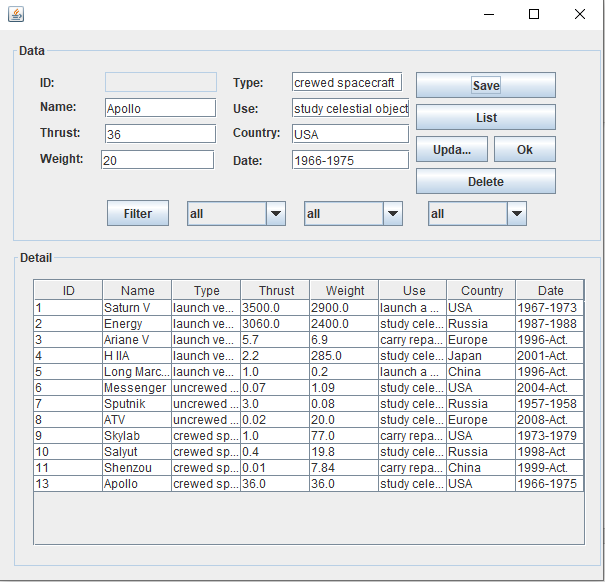 Data
ID: Type: crewed spacecraft Save
Name: Apollo Use: study celestial object List
Thrust: 36 Country: USA Upda... Ok
Weight: 20 Date: 1966-1975 Delete
Filter all all all
Detail
ID Name Type Thrust Weight Use Country Date
1 Saturn V launch ve... 3500.0 2900.0 launch a ... USA 1967-1973
2 Energy launch ve... 3060.0 2400.0 study cele... Russia 1987-1988
3 Ariane V launch ve... 5.7 6.9 carry repa... Europe 1996-Act.
4 H IIA launch ve... 2.2 285.0 study cele... Japan 2001-Act.
5 Long Marc... launch ve... 1.0 0.2 launch a ... China 1996-Act.
6 Messenger uncrewed ... 0.07 1.09 study cele... USA 2004-Act.
7 Sputnik uncrewed ... 3.0 0.08 study cele... Russia 1957-1958
8 ATV uncrewed ... 0.02 20.0 study cele... Europe 2008-Act.
9 Skylab crewed sp... 1.0 77.0 carry repa... USA 1973-1979
10 Salyut crewed sp... 0.4 19.8 study cele... Russia 1998-Act
11 Shenzou crewed sp... 0.01 7.84 carry repa... China 1999-Act.
13 Apollo crewed sp... 36.0 36.0 study cele... USA 1966-1975